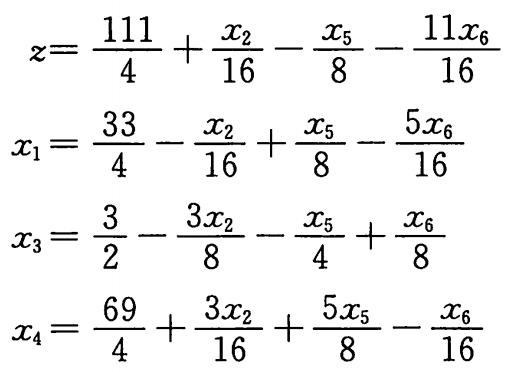 z = 111/4 + x₂/16 − x₅/8 − 11x₆/16
x₁ = 33/4 − x₂/16 + x₅/8 − 5x₆/16
x₃ = 3/2 − 3x₂/8 − x₅/4 + x₆/8
x₄ = 69/4 + 3x₂/16 + 5x₅/8 − x₆/16